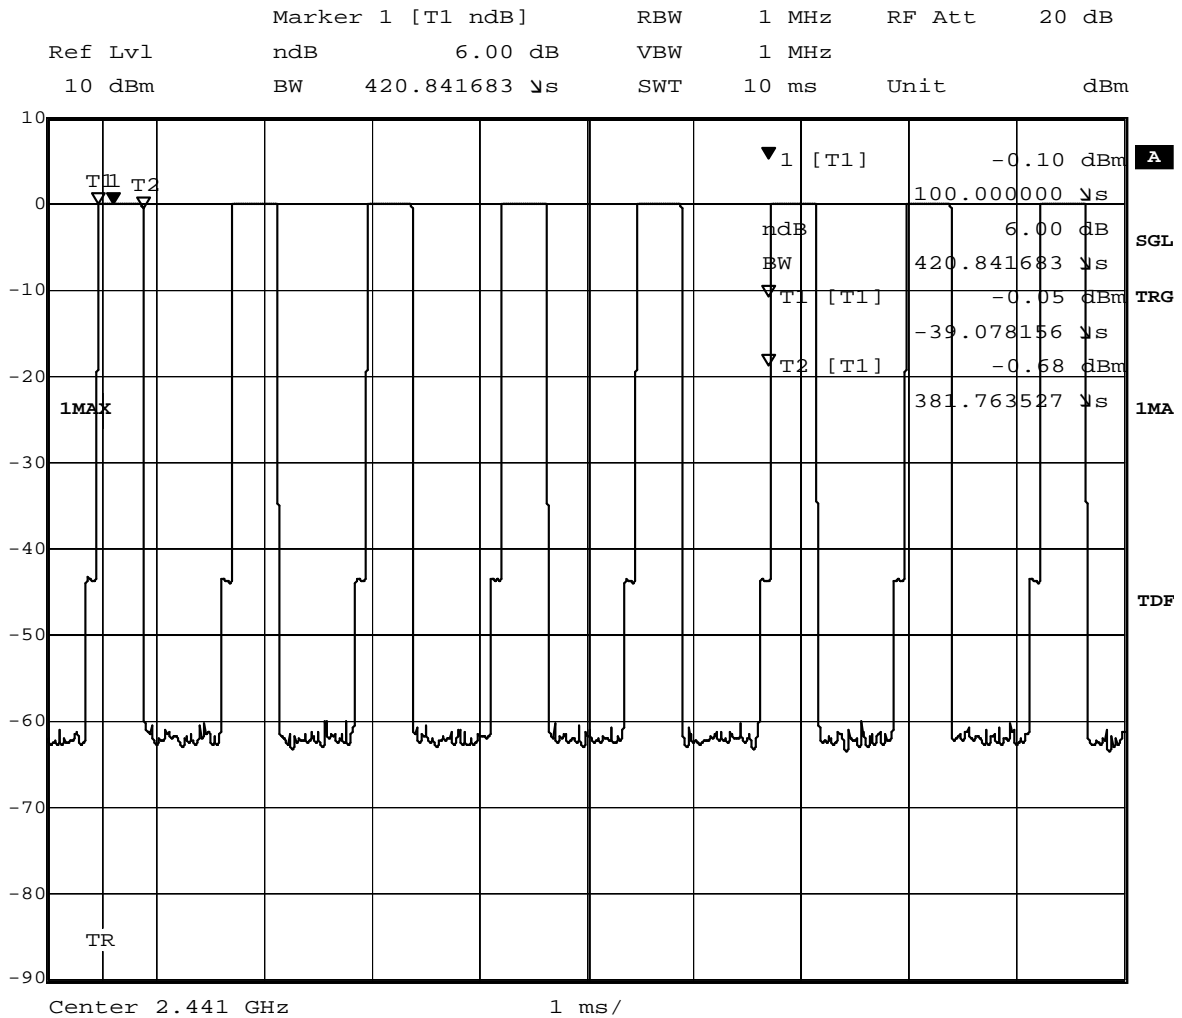 Marker 1 [T1 ndB] RBW 1 MHz RF Att 20 dB
Ref Lvl ndB 6.00 dB VBW 1 MHz
10 dBm BW 420.841683 µs SWT 10 ms Unit dBm
10
1 [T1] -0.10 dBm A
T1 1 T2
100.000000 µs
0
ndB 6.00 dB
SGL
BW 420.841683 µs
-10 T1 [T1] -0.05 dBm TRG
-39.078156 µs
T2 [T1] -0.68 dBm
-20
381.763527 µs
1MAX 1MA
-30
-40
-50
TDF
-60
-70
-80
TR
-90
Center 2.441 GHz 1 ms/